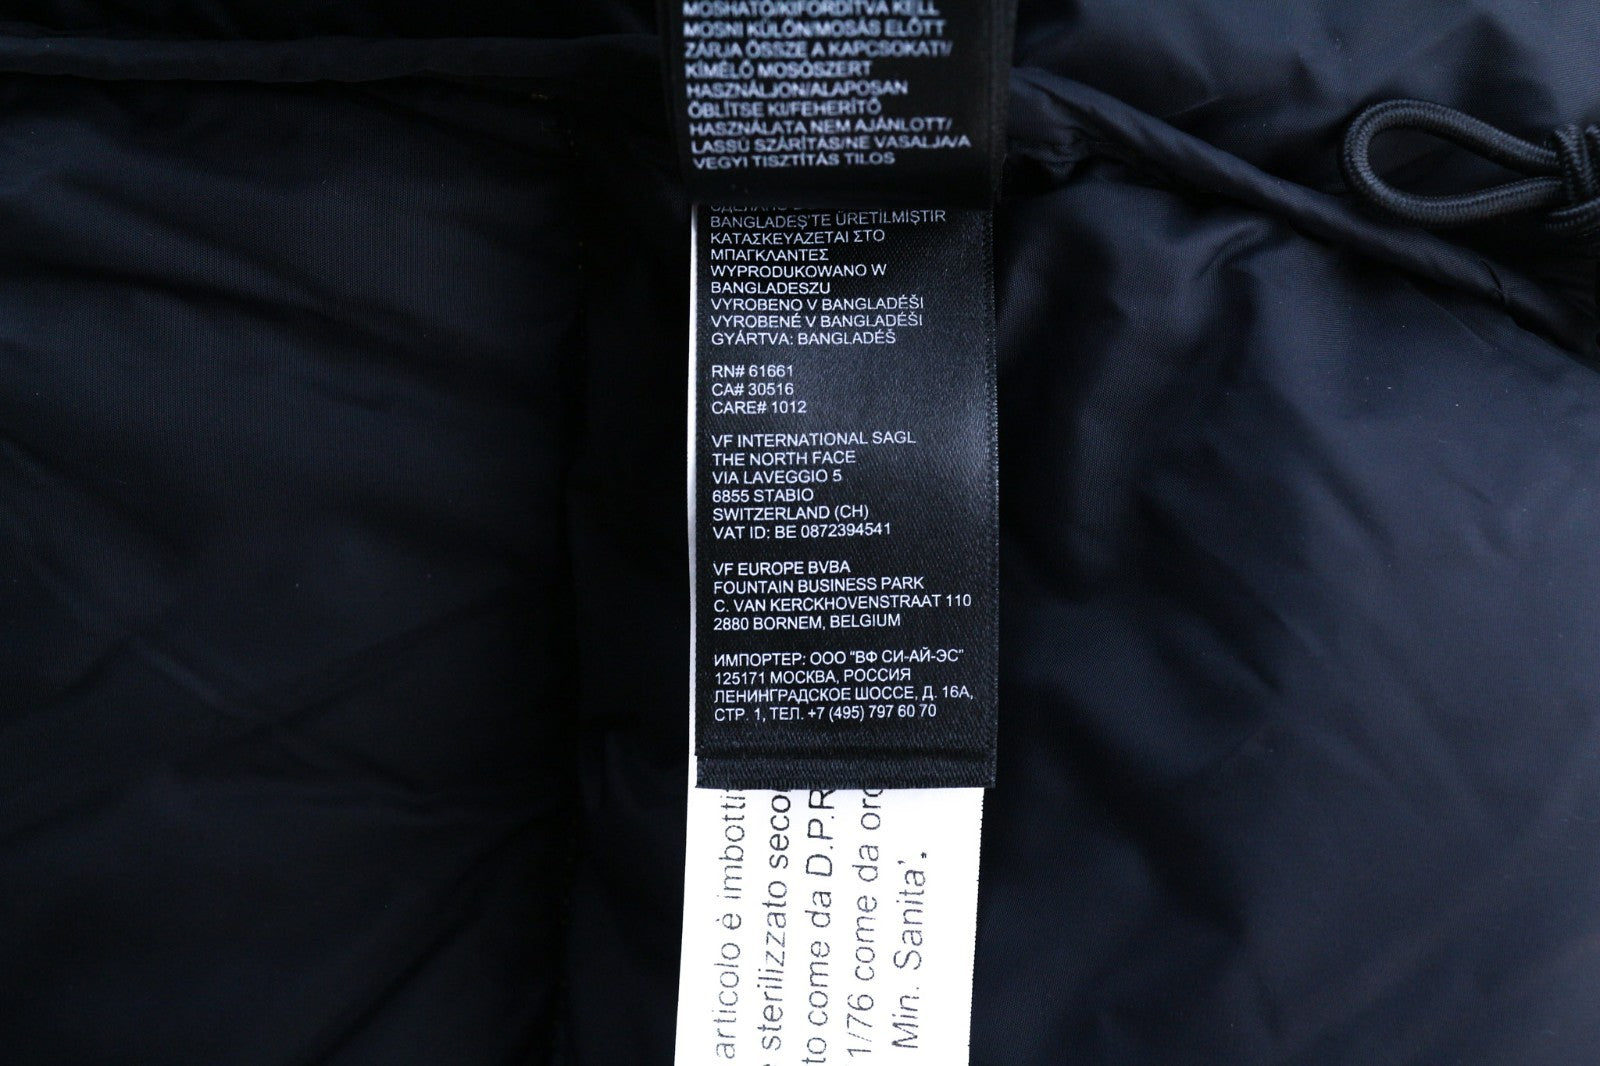 MOSHATÓ/KIFORDÍTVA KELL
MOSNI KÜLÖN/MOSÁS ELŐTT
ZÁRJA ÖSSZE A KAPCSOKAT/
KÍMÉLŐ MOSÓSZERT
HASZNÁLJON/ALAPOSAN
ÖBLÍTSE KI/FEHERÍTŐ
HASZNÁLATA NEM AJÁNLOTT/
LASSÚ SZÁRÍTÁS/NE VASALJA/A
VEGYI TISZTÍTÁS TILOS
BANGLADEŞ'TE ÜRETİLMİŞTİR
ΚΑΤΑΣΚΕΥΑΖΕΤΑΙ ΣΤΟ
ΜΠΑΓΚΛΑΝΤΕΣ
WYPRODUKOWANO W
BANGLADESZU
VYROBENO V BANGLADÉŠI
VYROBENÉ V BANGLADÉŠI
GYÁRTVA: BANGLADÉŠ
RN# 61661
CA# 30516
CARE# 1012
VF INTERNATIONAL SAGL
THE NORTH FACE
VIA LAVEGGIO 5
6855 STABIO
SWITZERLAND (CH)
VAT ID: BE 0872394541
VF EUROPE BVBA
FOUNTAIN BUSINESS PARK
C. VAN KERCKHOVENSTRAAT 110
2880 BORNEM, BELGIUM
ИМПОРТЕР: ООО "ВФ СИ-АЙ-ЭС"
125171 МОСКВА, РОССИЯ
ЛЕНИНГРАДСКОЕ ШОССЕ, Д. 16А,
СТР. 1, ТЕЛ. +7 (495) 797 60 70
articolo è imbotti
sterilizzato seco
to come da D.P.R
1/76 come da ord
Min. Sanita'.